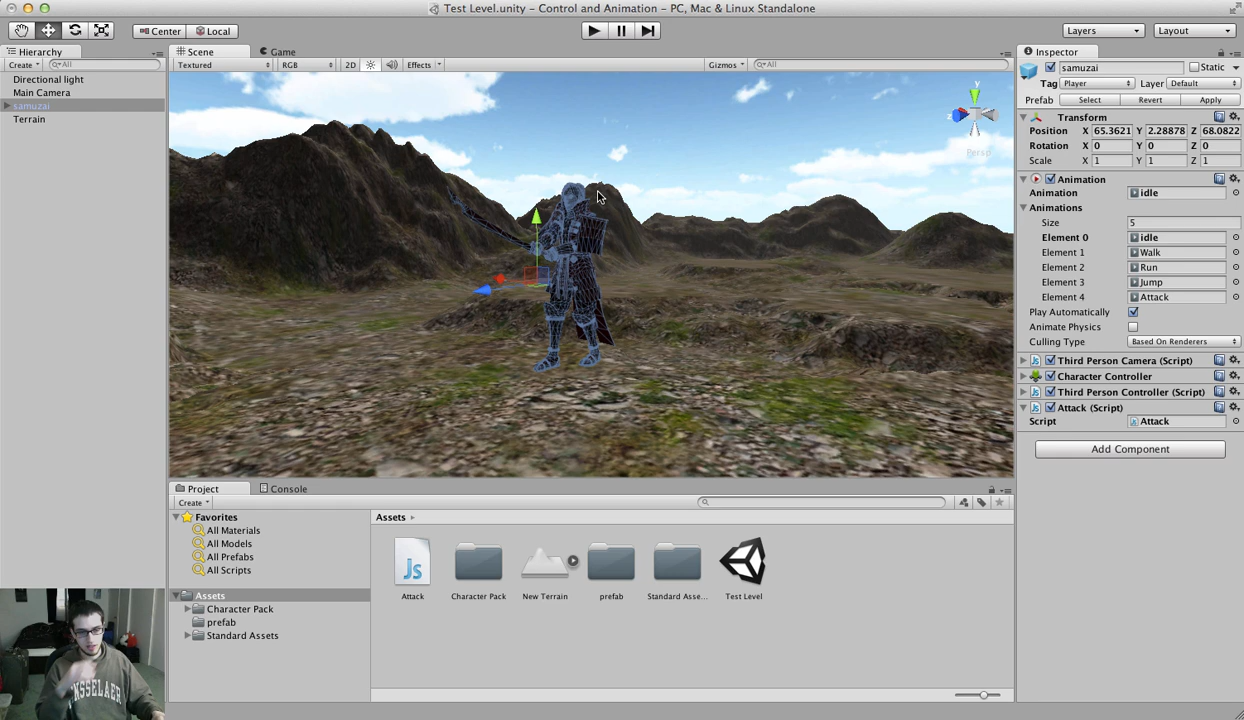 Test Level.unity - Control and Animation - PC, Mac & Linux Standalone
Center Local
Layers Layout
Hierarchy
Create All
Directional light
Main Camera
samuzai
Terrain
Scene Game
Textured RGB 2D Effects Gizmos All
y
z
Persp
Inspector
samuzai Static
Tag Player Layer Default
Prefab Select Revert Apply
Transform
Position X 65.3621 Y 2.28878 Z 68.0822
Rotation X 0 Y 0 Z 0
Scale X 1 Y 1 Z 1
Animation
Animation idle
Animations
Size 5
Element 0 idle
Element 1 Walk
Element 2 Run
Element 3 Jump
Element 4 Attack
Play Automatically
Animate Physics
Culling Type Based On Renderers
Third Person Camera (Script)
Character Controller
Third Person Controller (Script)
Attack (Script)
Script Attack
Add Component
Project Console
Create
Favorites
All Materials
All Models
All Prefabs
All Scripts
Assets
Character Pack
prefab
Standard Assets
Assets
Js
Attack Character Pack New Terrain prefab Standard Asse... Test Level
NSSELAER